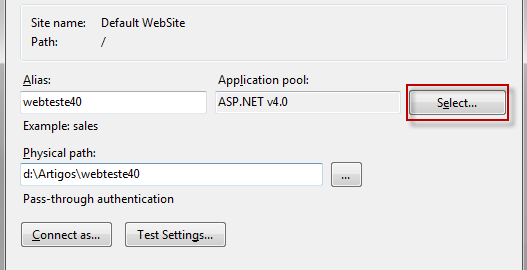 Site name: Default WebSite
Path: /
Alias: Application pool:
webteste40 ASP.NET v4.0 Select...
Example: sales
Physical path:
d:\Artigos\webteste40 ...
Pass-through authentication
Connect as... Test Settings...